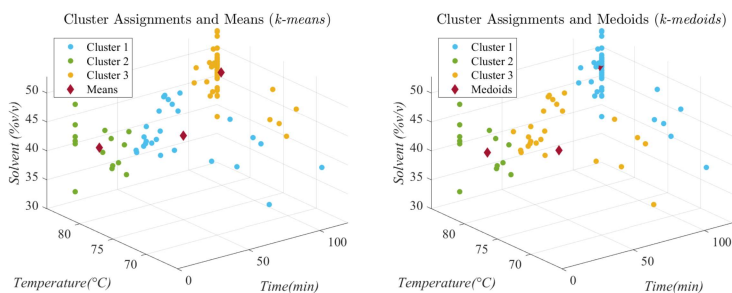 Cluster Assignments and Means (k-means)
Cluster 1
Cluster 2
Cluster 3
Means
50
45
40
35
30
Solvent (%v/v)
80
75
70
0
50
100
Temperature(°C)
Time(min)
Cluster Assignments and Medoids (k-medoids)
Cluster 1
Cluster 2
Cluster 3
Medoids
50
45
40
35
30
Solvent (%v/v)
80
75
70
0
50
100
Temperature(°C)
Time(min)